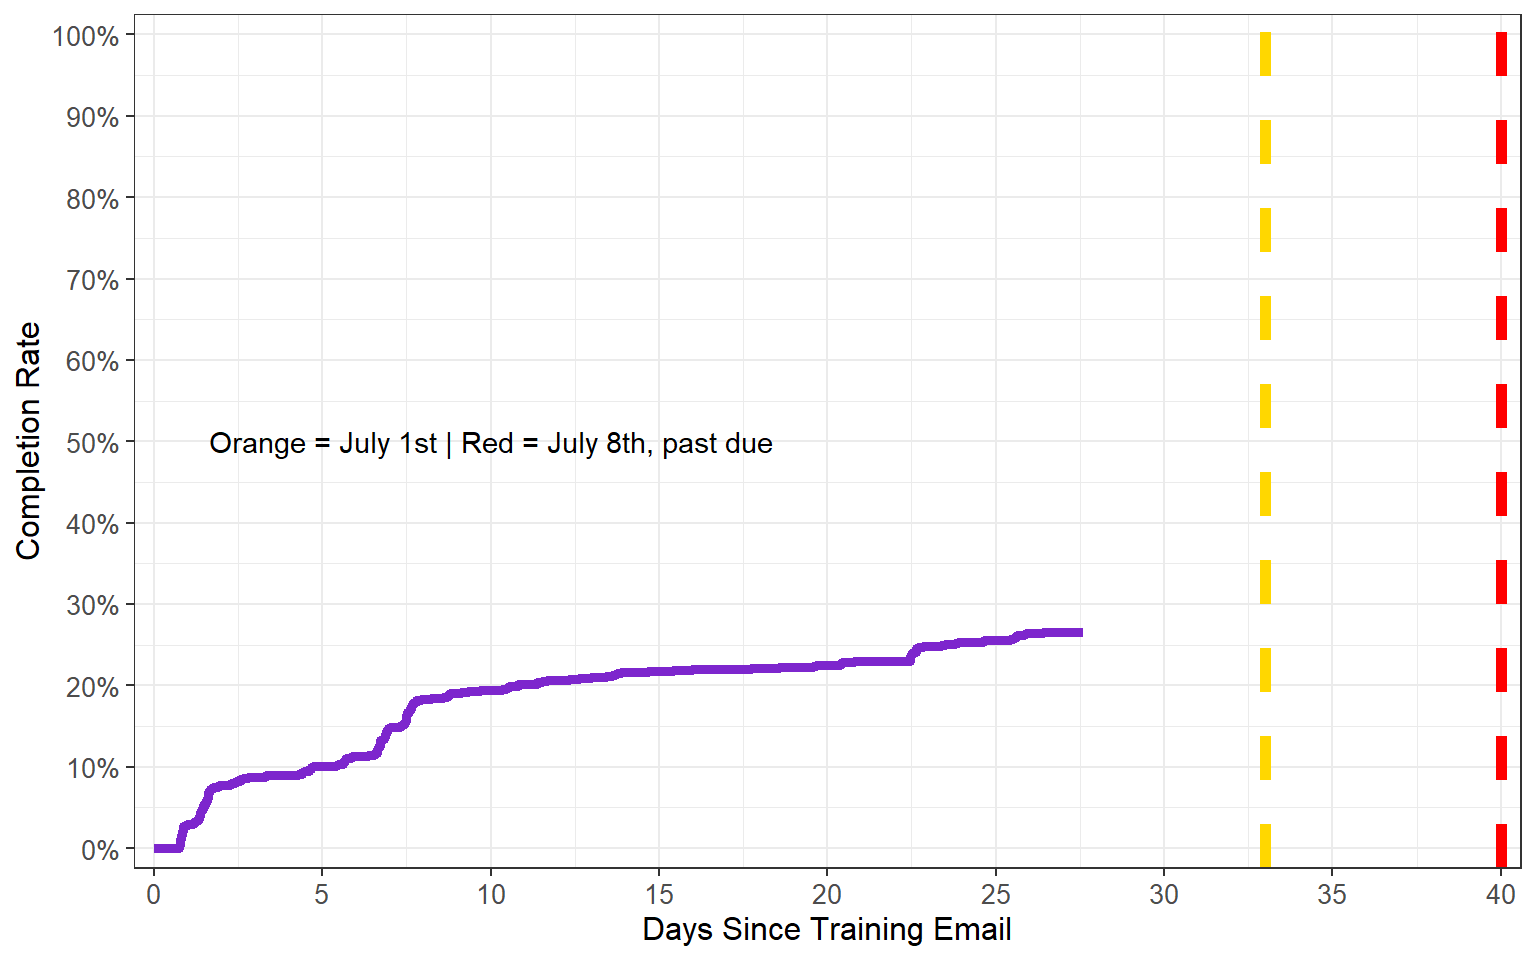 100%
90%
80%
70%
60%
50%
40%
30%
20%
10%
0%
Completion Rate
Orange = July 1st | Red = July 8th, past due
0 5 10 15 20 25 30 35 40
Days Since Training Email